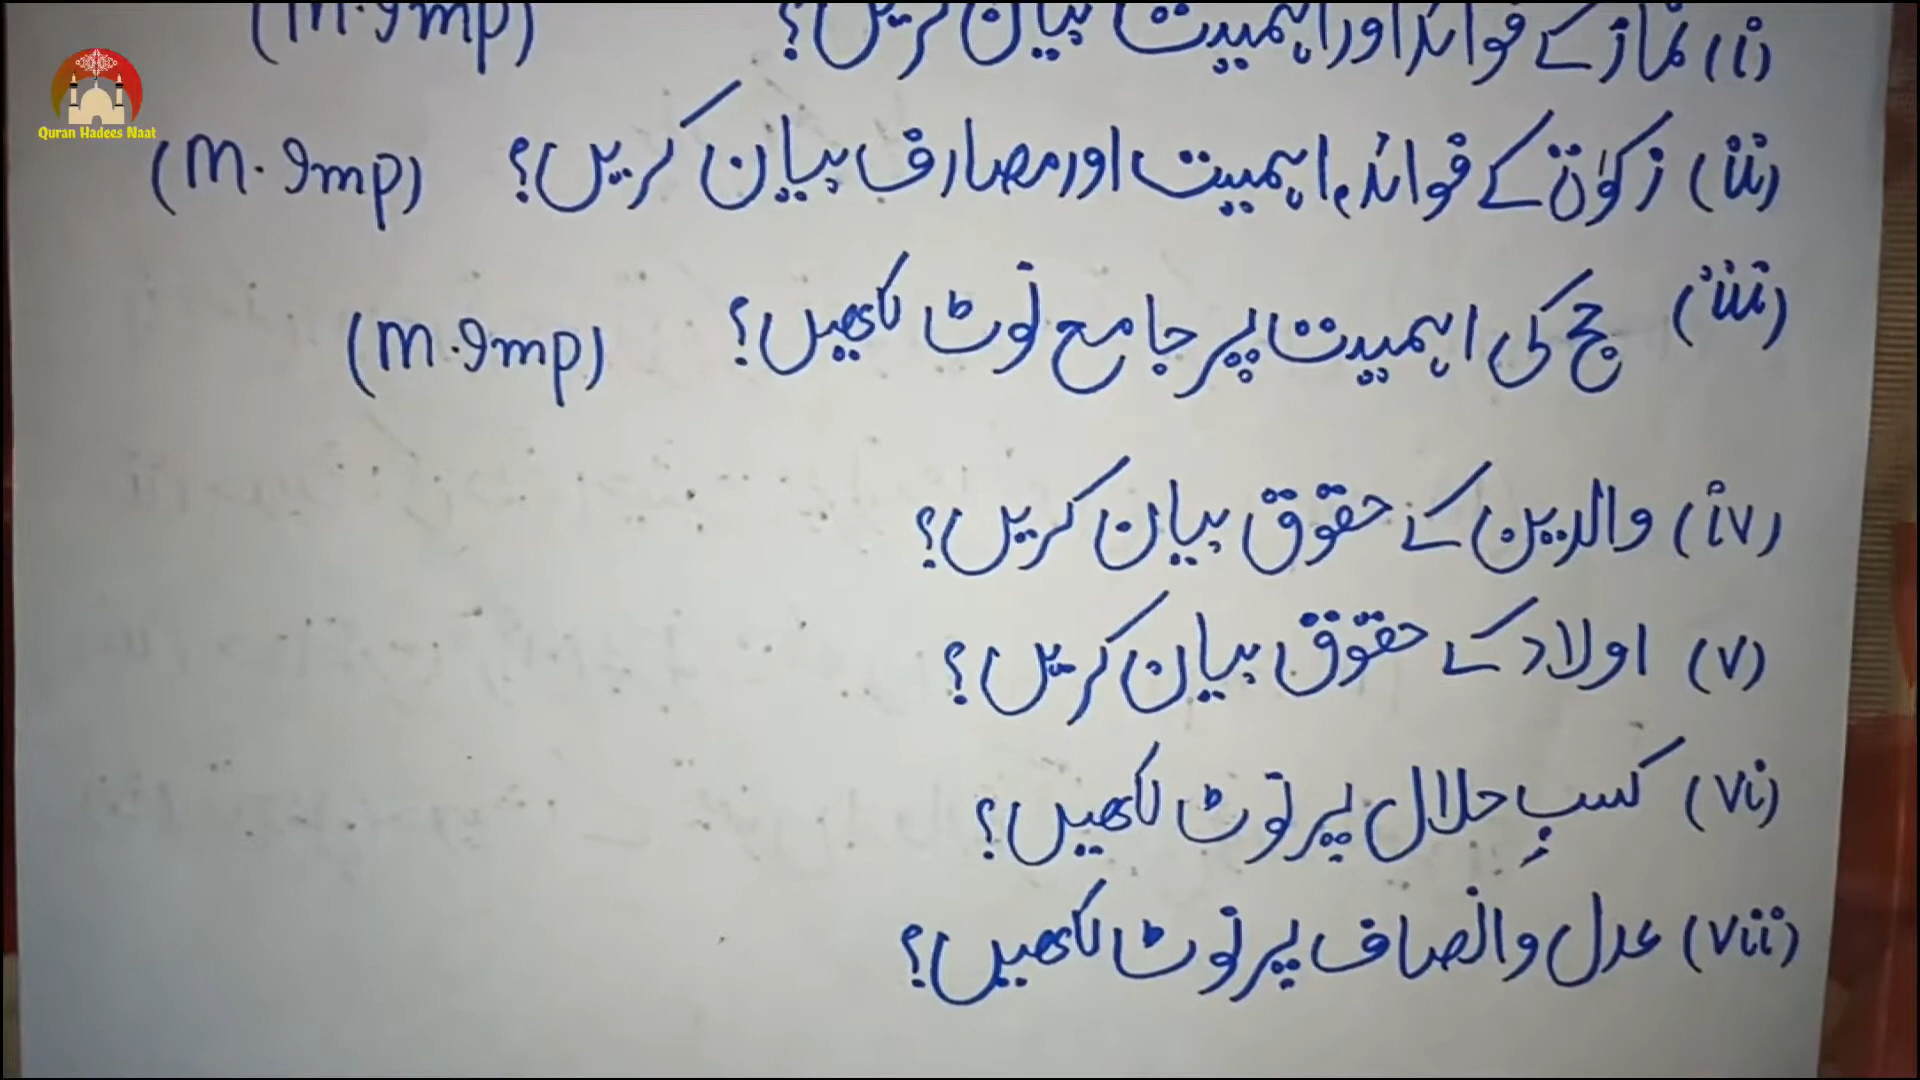 (i) نماز کے فوائد اور اہمیت بیان کریں؟ (M.Imp)
Quran Hadees Naat
(ii) زکوٰة کے فوائد، اہمیت اور مصارف بیان کریں؟ (M.Imp)
(iii) حج کی اہمیت پر جامع نوٹ لکھیں؟ (M.Imp)
(iv) والدین کے حقوق بیان کریں؟
(v) اولاد کے حقوق بیان کریں؟
(vi) کسبِ حلال پر نوٹ لکھیں؟
(vii) عدل و انصاف پر نوٹ لکھیں؟